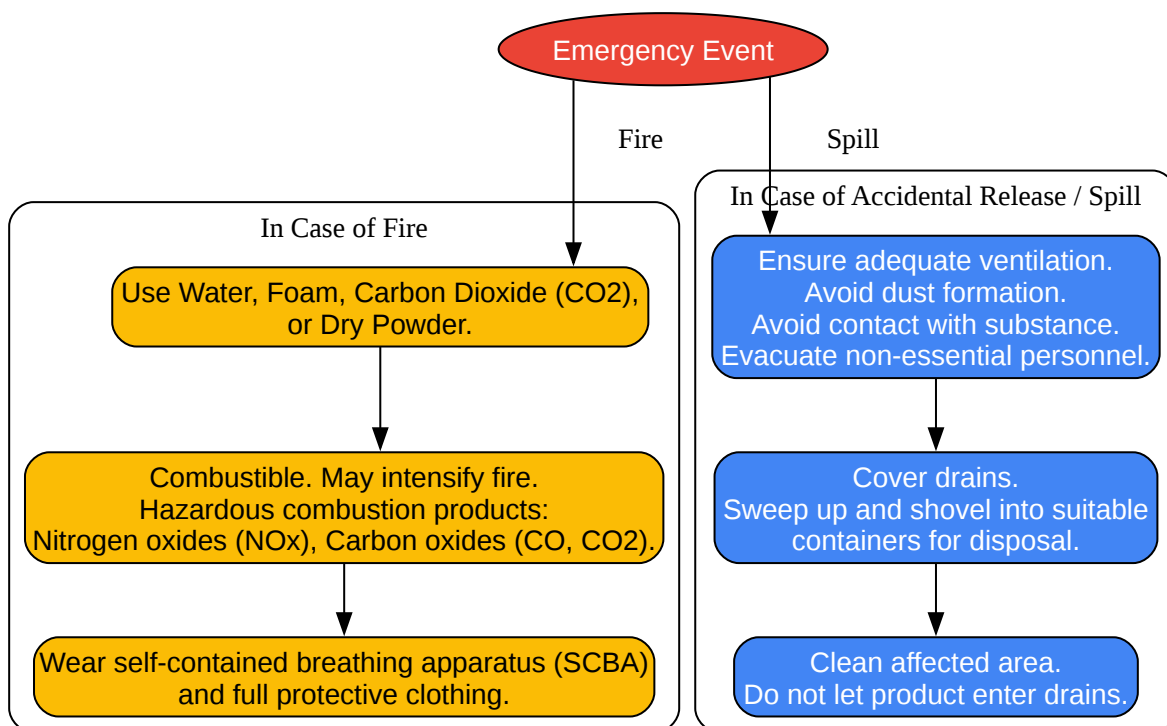 Emergency Event
Fire
Spill
In Case of Fire
Use Water, Foam, Carbon Dioxide (CO2),
or Dry Powder.
Combustible. May intensify fire.
Hazardous combustion products:
Nitrogen oxides (NOx), Carbon oxides (CO, CO2).
Wear self-contained breathing apparatus (SCBA)
and full protective clothing.
In Case of Accidental Release / Spill
Ensure adequate ventilation.
Avoid dust formation.
Avoid contact with substance.
Evacuate non-essential personnel.
Cover drains.
Sweep up and shovel into suitable
containers for disposal.
Clean affected area.
Do not let product enter drains.